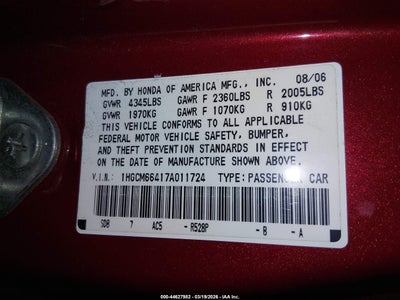 MFD. BY HONDA OF AMERICA MFG., INC. 08/06
GVWR 4345LBS GAWR F 2360LBS R 2005LBS
GVWR 1970KG GAWR F 1070KG R 910KG
THIS VEHICLE CONFORMS TO ALL APPLICABLE
FEDERAL MOTOR VEHICLE SAFETY, BUMPER,
AND THEFT PREVENTION STANDARDS IN EFFECT
ON THE DATE OF MANUFACTURE SHOWN ABOVE.
V.I.N.: 1HGCM66417A011724 TYPE: PASSENGER CAR
SDB 7 AC5 - R528P - B - A
000-44627982 - 03/19/2026 - IAA Inc.